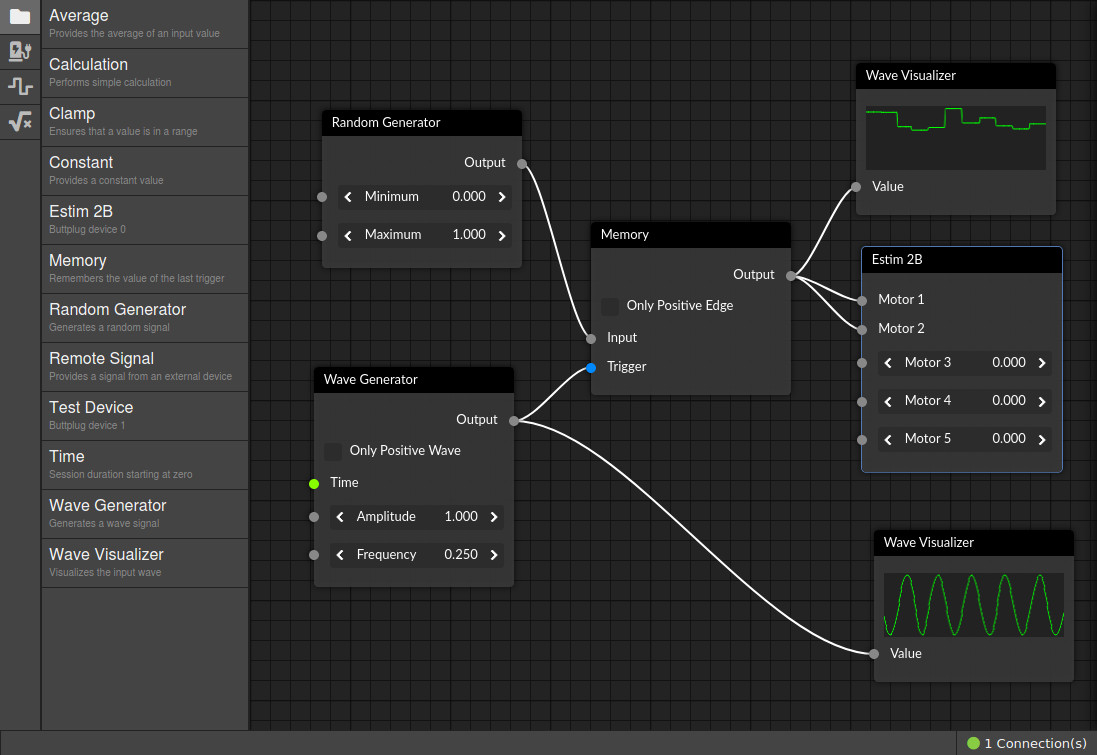 Average
Provides the average of an input value
Calculation
Performs simple calculation
Clamp
Ensures that a value is in a range
Constant
Provides a constant value
Estim 2B
Buttplug device 0
Memory
Remembers the value of the last trigger
Random Generator
Generates a random signal
Remote Signal
Provides a signal from an external device
Test Device
Buttplug device 1
Time
Session duration starting at zero
Wave Generator
Generates a wave signal
Wave Visualizer
Visualizes the input wave
Random Generator
Output
Minimum 0.000
Maximum 1.000
Wave Generator
Output
Only Positive Wave
Time
Amplitude 1.000
Frequency 0.250
Memory
Output
Only Positive Edge
Input
Trigger
Wave Visualizer
Value
Estim 2B
Motor 1
Motor 2
Motor 3 0.000
Motor 4 0.000
Motor 5 0.000
Wave Visualizer
Value
1 Connection(s)